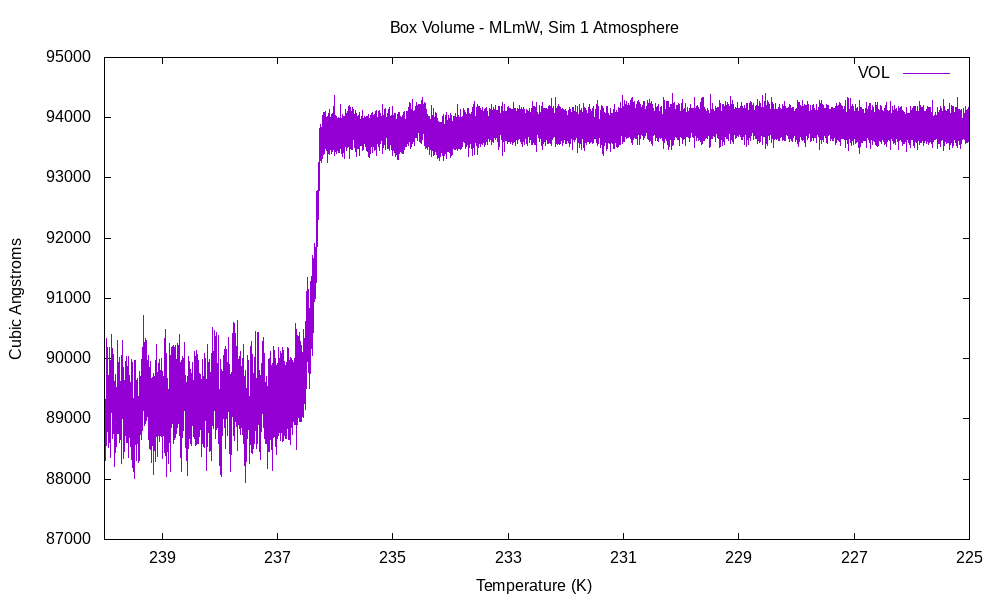 Box Volume - MLmW, Sim 1 Atmosphere
VOL
95000
94000
93000
92000
91000
90000
89000
88000
87000
Cubic Angstroms
239 237 235 233 231 229 227 225
Temperature (K)